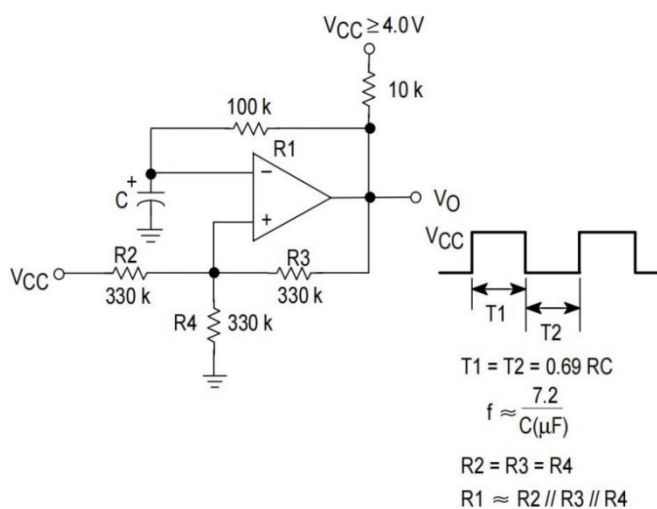 VCC ≥ 4.0 V
10 k
100 k
R1
−
+
+
C
VO
VCC
R2
330 k
R3
330 k
R4
330 k
VCC
T1
T2
T1 = T2 = 0.69 RC
f ≈ 7.2 / C(μF)
R2 = R3 = R4
R1 ≈ R2 // R3 // R4